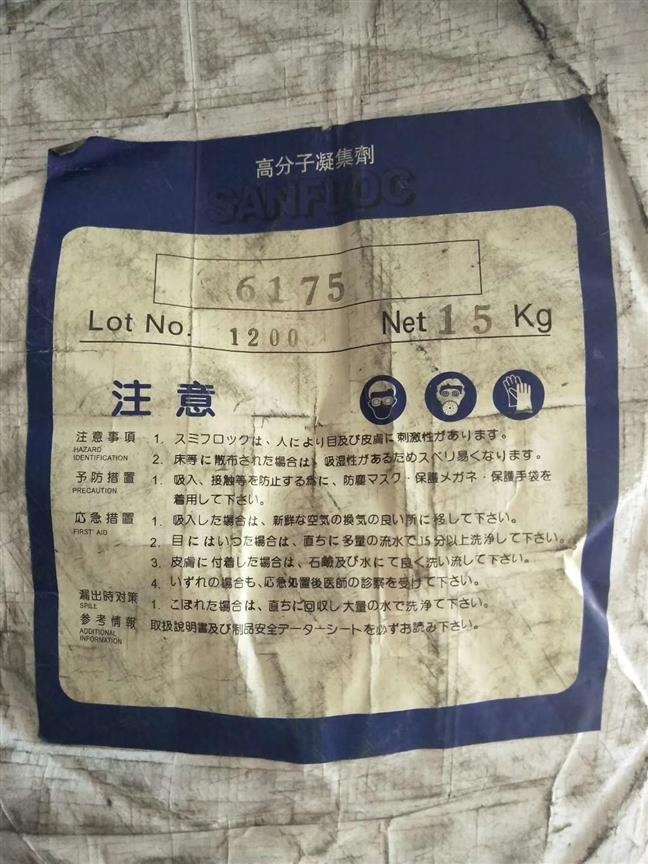 高分子凝集劑
SANFLOC
6175
Lot No. 1200 Net 15 Kg
注意
注意事項 1. スミフロックは、人により目及び皮膚に刺激性があります。
HAZARD
IDENTIFICATION
2. 床等に散布された場合は、吸湿性があるためスベリ易くなります。
予防措置 1. 吸入、接触等を防止する為に、防塵マスク・保護メガネ・保護手袋を
PRECAUTION
着用して下さい。
応急措置 1. 吸入した場合は、新鮮な空気の換気の良い所に移して下さい。
FIRST AID
2. 目にはいつた場合は、直ちに多量の流水で15分以上洗浄して下さい。
3. 皮膚に付着した場合は、石鹸及び水にて良く洗い流して下さい。
4. いずれの場合も、応急処置後医師の診察を受けて下さい。
漏出時対策 1. こぼれた場合は、直ちに回収し大量の水で洗浄て下さい。
SPILL
参考情報 取扱説明書及び制品安全データーシートを必ずお読み下さい。
ADDITIONAL
INFORMATION